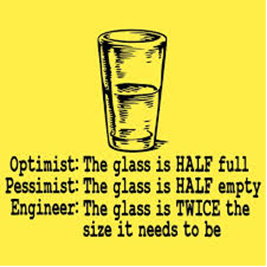 Optimist: The glass is HALF full
Pessimist: The glass is HALF empty
Engineer: The glass is TWICE the
size it needs to be